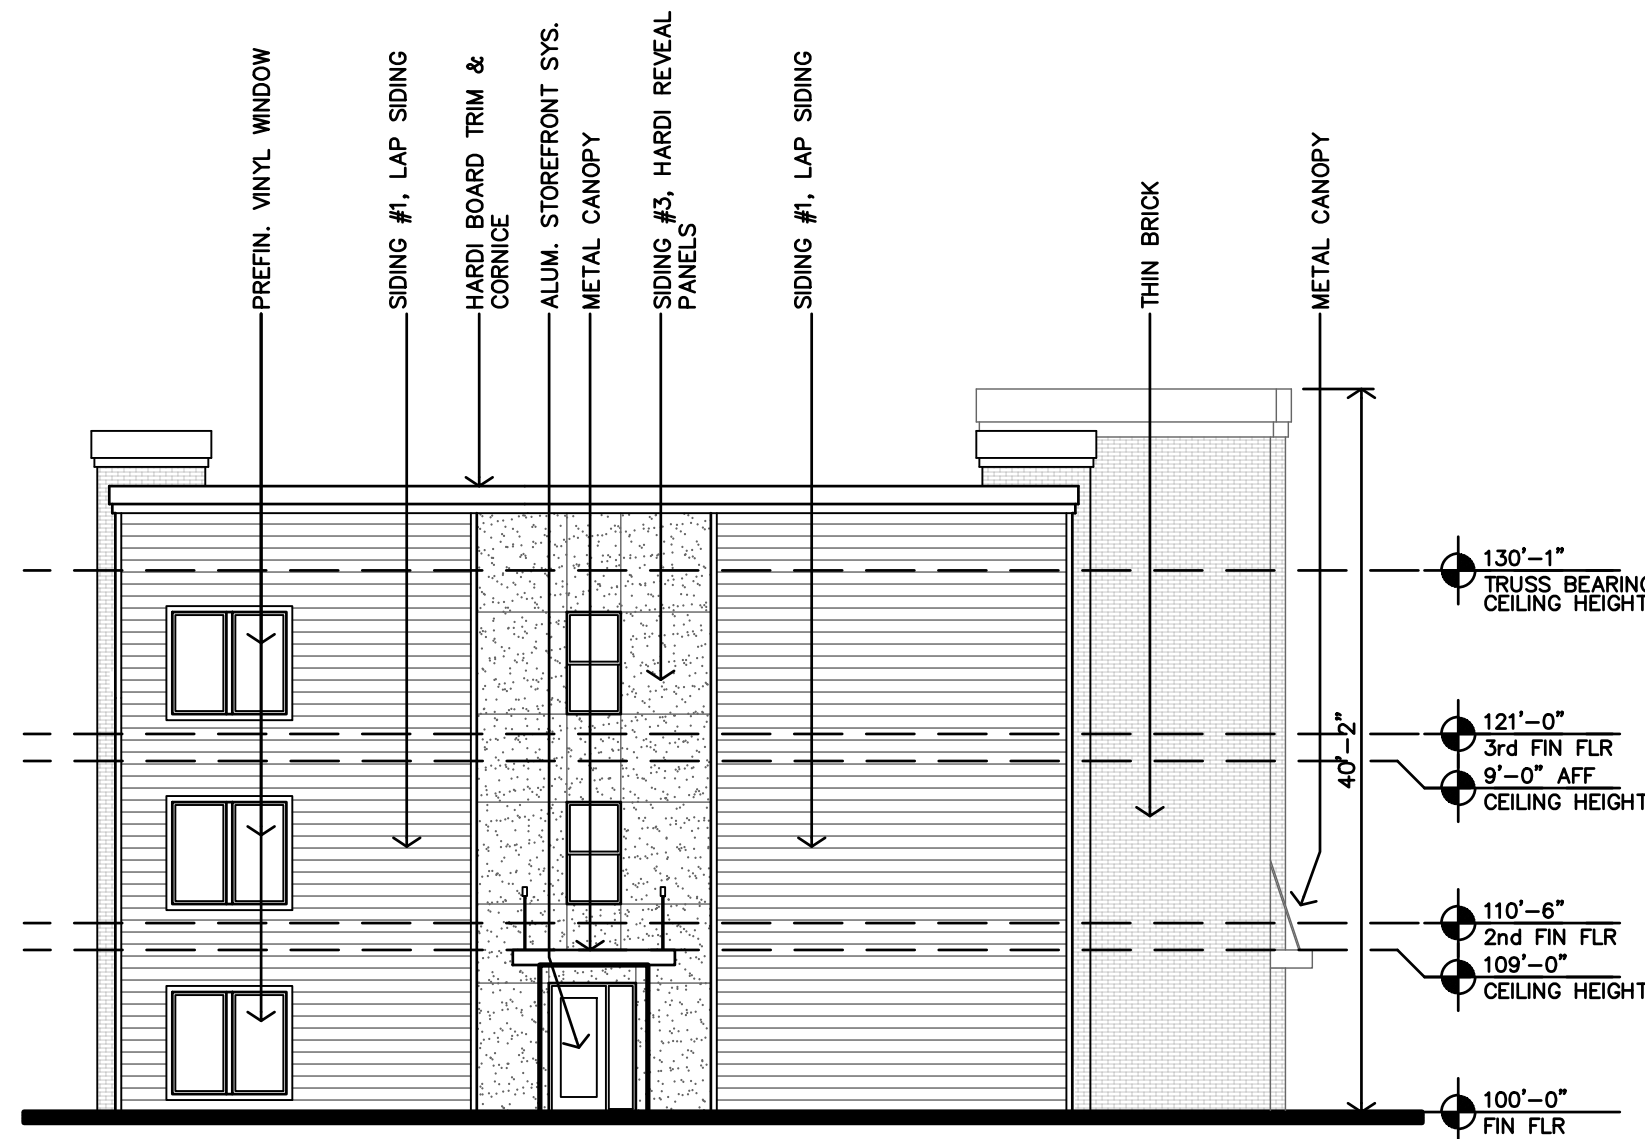 PREFIN. VINYL WINDOW
SIDING #1, LAP SIDING
HARDI BOARD TRIM &
CORNICE
ALUM. STOREFRONT SYS.
METAL CANOPY
SIDING #3, HARDI REVEAL
PANELS
SIDING #1, LAP SIDING
THIN BRICK
METAL CANOPY
40'-2"
130'-1"
TRUSS BEARING
CEILING HEIGHT
121'-0"
3rd FIN FLR
9'-0" AFF
CEILING HEIGHT
110'-6"
2nd FIN FLR
109'-0"
CEILING HEIGHT
100'-0"
FIN FLR